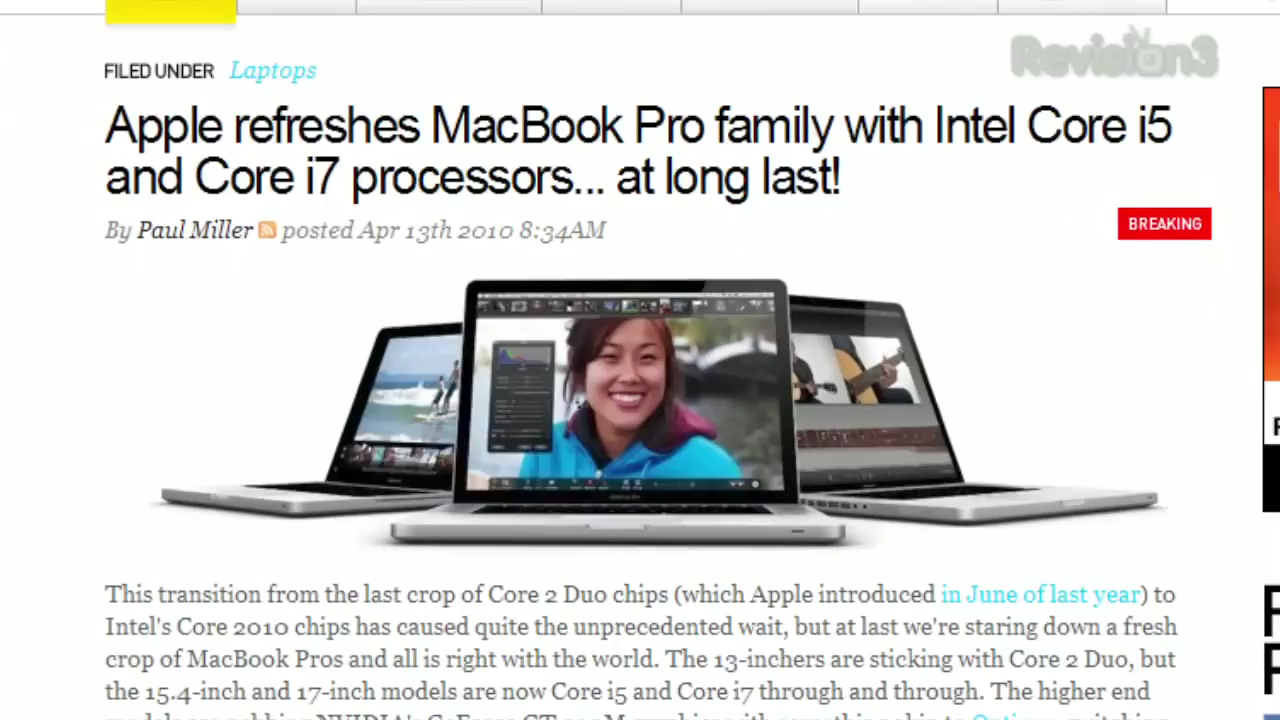 Revision3
FILED UNDER Laptops
Apple refreshes MacBook Pro family with Intel Core i5
and Core i7 processors... at long last!
By Paul Miller posted Apr 13th 2010 8:34AM
BREAKING
This transition from the last crop of Core 2 Duo chips (which Apple introduced in June of last year) to
Intel's Core 2010 chips has caused quite the unprecedented wait, but at last we're staring down a fresh
crop of MacBook Pros and all is right with the world. The 13-inchers are sticking with Core 2 Duo, but
the 15.4-inch and 17-inch models are now Core i5 and Core i7 through and through. The higher end